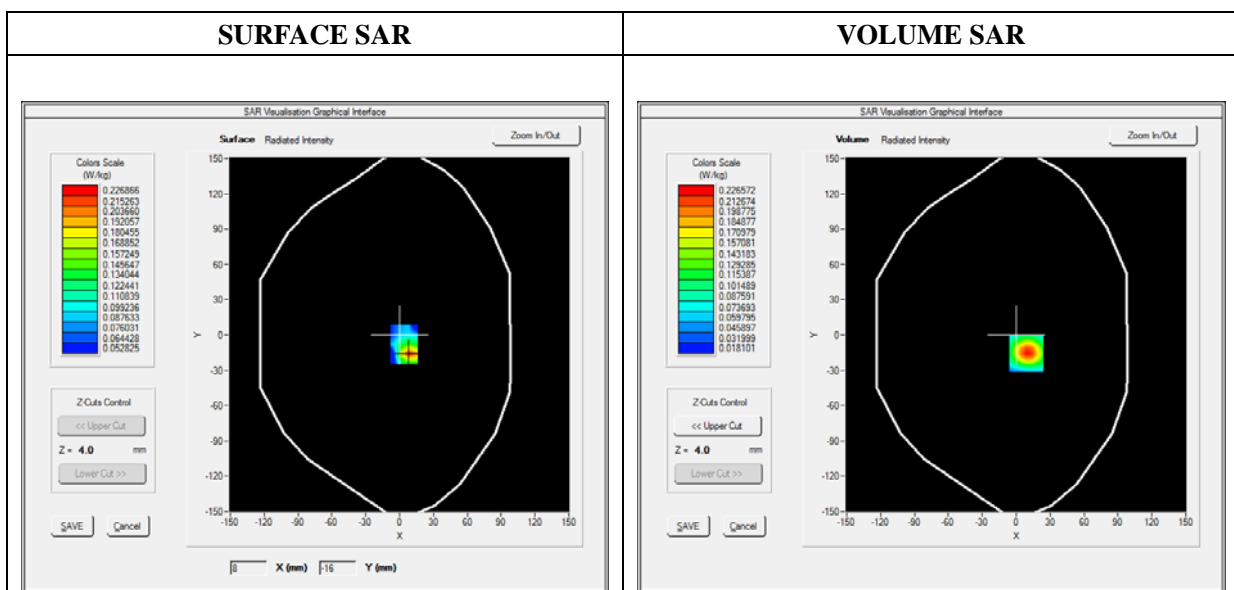 SURFACE SAR
SAR Visualisation Graphical Interface
Surface Radiated Intensity
Zoom In/Out
Colors Scale
(W/kg)
0.226866
0.215263
0.203660
0.192057
0.180455
0.168852
0.157249
0.145647
0.134044
0.122441
0.110839
0.099236
0.087633
0.076031
0.064428
0.052825
Z-Cuts Control
<< Upper Cut
Z = 4.0 mm
Lower Cut >>
SAVE Cancel
150
120
90
60
30
0
-30
-60
-90
-120
-150
Y
-150 -120 -90 -60 -30 0 30 60 90 120 150
X
8 X (mm) -16 Y (mm)
VOLUME SAR
SAR Visualisation Graphical Interface
Volume Radiated Intensity
Zoom In/Out
Colors Scale
(W/kg)
0.226572
0.212674
0.198775
0.184877
0.170979
0.157081
0.143183
0.129285
0.115387
0.101489
0.087591
0.073693
0.059795
0.045897
0.031999
0.018101
Z-Cuts Control
<< Upper Cut
Z = 4.0 mm
Lower Cut >>
SAVE Cancel
150
120
90
60
30
0
-30
-60
-90
-120
-150
Y
-150 -120 -90 -60 -30 0 30 60 90 120 150
X